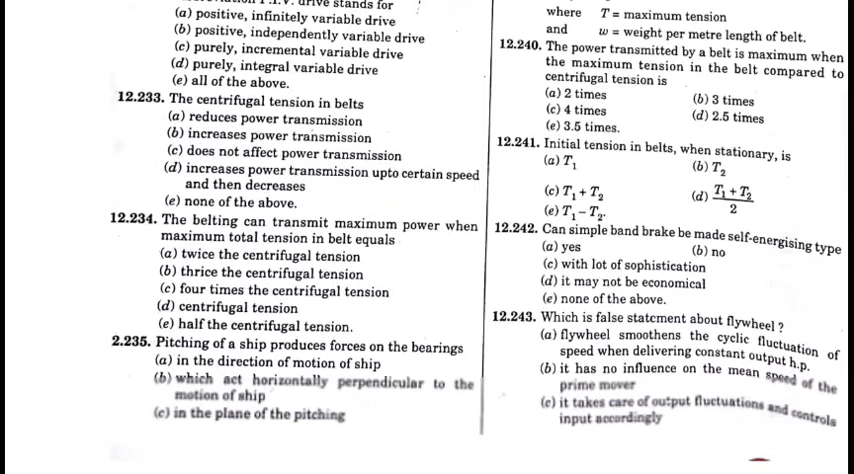 drive stands for
(a) positive, infinitely variable drive
(b) positive, independently variable drive
(c) purely, incremental variable drive
(d) purely, integral variable drive
(e) all of the above.
12.233. The centrifugal tension in belts
(a) reduces power transmission
(b) increases power transmission
(c) does not affect power transmission
(d) increases power transmission upto certain speed
and then decreases
(e) none of the above.
12.234. The belting can transmit maximum power when
maximum total tension in belt equals
(a) twice the centrifugal tension
(b) thrice the centrifugal tension
(c) four times the centrifugal tension
(d) centrifugal tension
(e) half the centrifugal tension.
2.235. Pitching of a ship produces forces on the bearings
(a) in the direction of motion of ship
(b) which act horizontally perpendicular to the
motion of ship
(c) in the plane of the pitching
where T = maximum tension
and w = weight per metre length of belt.
12.240. The power transmitted by a belt is maximum when
the maximum tension in the belt compared to
centrifugal tension is
(a) 2 times (b) 3 times
(c) 4 times (d) 2.5 times
(e) 3.5 times.
12.241. Initial tension in belts, when stationary, is
(a) T₁ (b) T₂
(c) T₁ + T₂ (d) (T₁ + T₂)/2
(e) T₁ – T₂.
12.242. Can simple band brake be made self-energising type
(a) yes (b) no
(c) with lot of sophistication
(d) it may not be economical
(e) none of the above.
12.243. Which is false statement about flywheel ?
(a) flywheel smoothens the cyclic fluctuation of
speed when delivering constant output h.p.
(b) it has no influence on the mean speed of the
prime mover
(c) it takes care of output fluctuations and controls
input accordingly